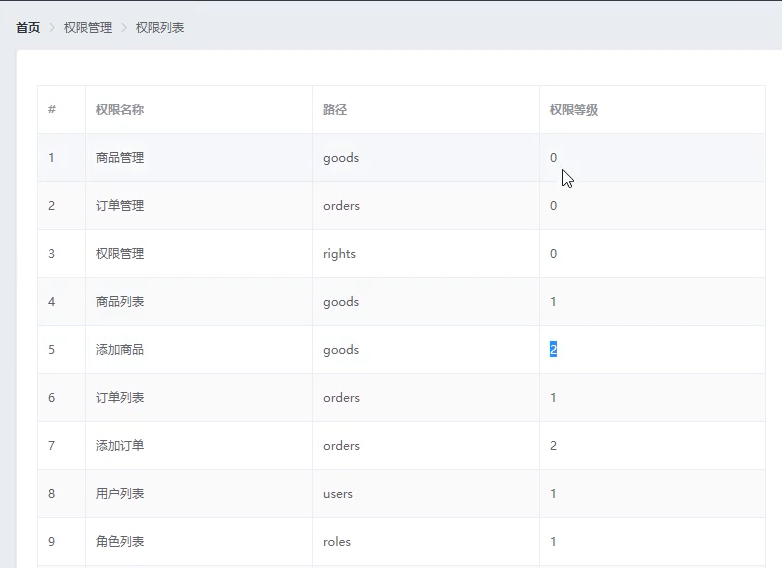 首页 > 权限管理 > 权限列表
# 权限名称 路径 权限等级
1 商品管理 goods 0
2 订单管理 orders 0
3 权限管理 rights 0
4 商品列表 goods 1
5 添加商品 goods 2
6 订单列表 orders 1
7 添加订单 orders 2
8 用户列表 users 1
9 角色列表 roles 1